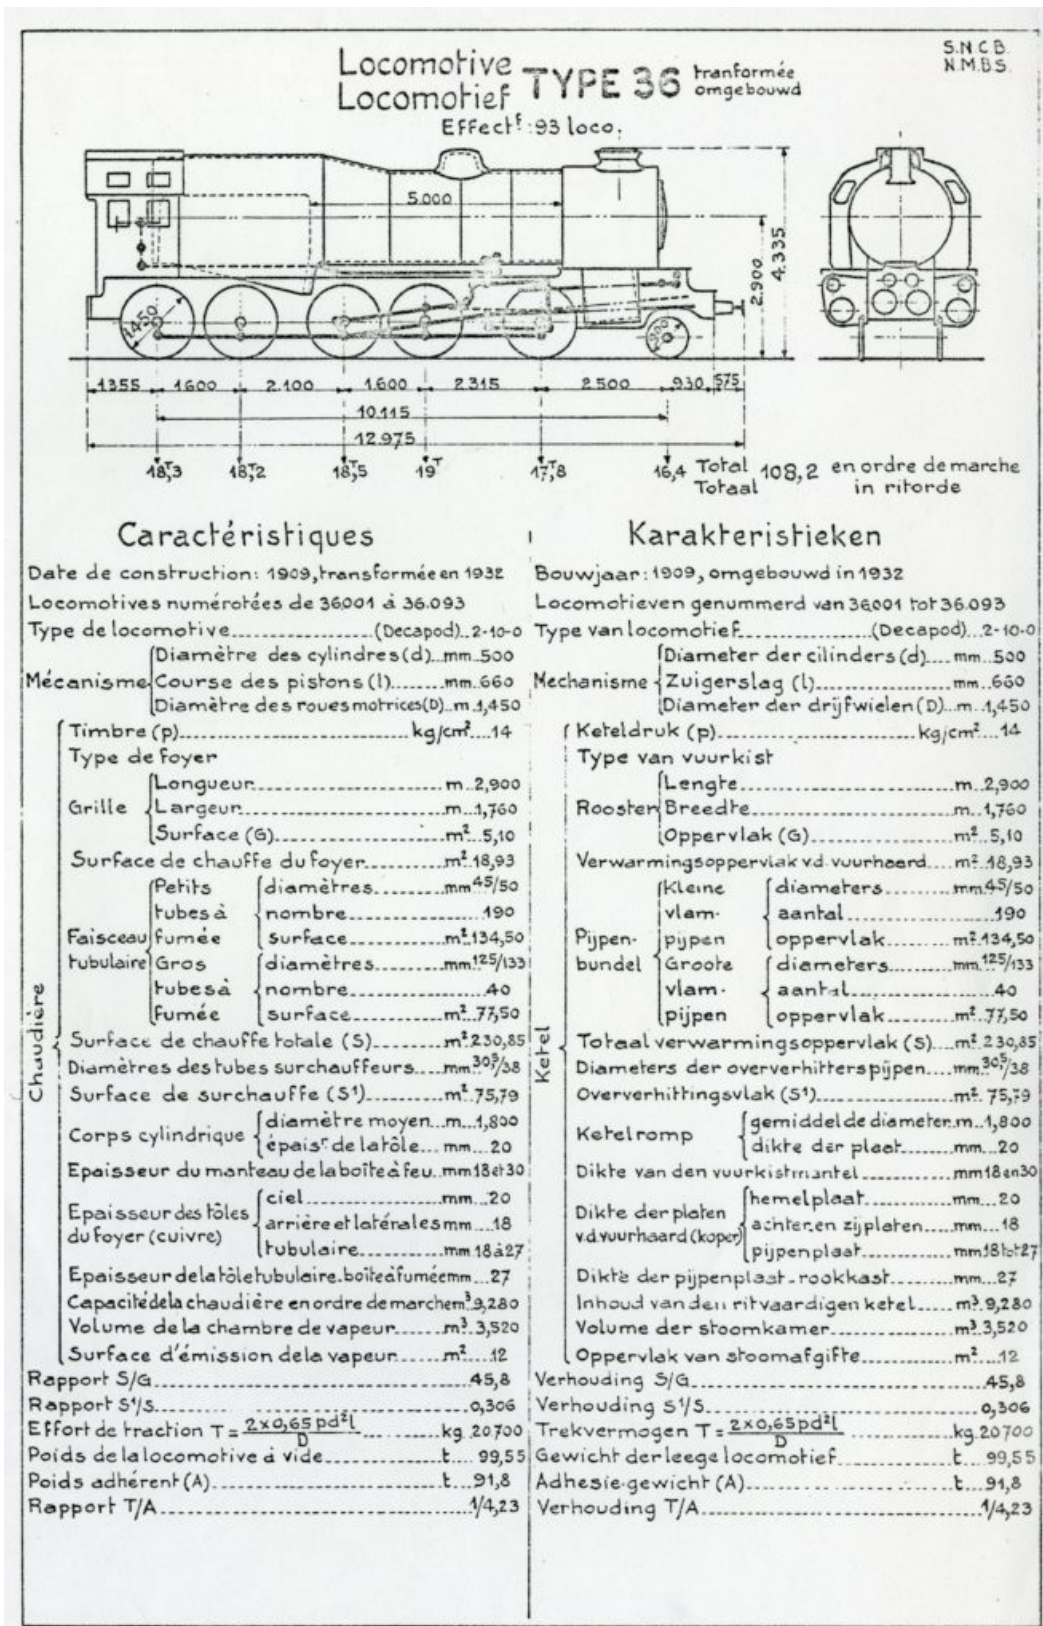 S.N.C.B.
N.M.B.S.
Locomotive
Locomotief
TYPE 36
tranformée
omgebouwd
Effectf: 93 loco.
5.000
1450
900
2.900
4.335
1355 1.600 2.100 1.600 2.315 2.500 930 575
10.115
12.975
18T,3 18T,2 18T,5 19T 17T,8 16,4 Total 108,2 en ordre de marche
Totaal in ritorde
Caractéristiques
Date de construction: 1909, transformée en 1932
Locomotives numérotées de 36.001 à 36.093
Type de locomotive (Decapod) 2-10-0
Mécanisme
Diamètre des cylindres (d) mm 500
Course des pistons (l) mm 660
Diamètre des roues motrices (D) m 1,450
Chaudière
Timbre (p) kg/cm² 14
Type de foyer
Grille
Longueur m 2,900
Largeur m 1,760
Surface (G) m² 5,10
Surface de chauffe du foyer m² 18,93
Faisceau tubulaire
Petits tubes à fumée
diamètres mm 45/50
nombre 190
surface m² 134,50
Gros tubes à fumée
diamètres mm 125/133
nombre 40
surface m² 77,50
Surface de chauffe totale (S) m² 230,85
Diamètres des tubes surchauffeurs mm 30,5/38
Surface de surchauffe (S¹) m² 75,79
Corps cylindrique
diamètre moyen m 1,800
épaisr de la tôle mm 20
Epaisseur du manteau de la boîte à feu mm 18 et 30
Epaisseur des tôles du foyer (cuivre)
ciel mm 20
arrière et latérales mm 18
tubulaire mm 18 à 27
Epaisseur de la tôle tubulaire-boîte à fumée mm 27
Capacité de la chaudière en ordre de marche m³ 9,280
Volume de la chambre de vapeur m³ 3,520
Surface d'émission de la vapeur m² 12
Rapport S/G 45,8
Rapport S¹/S 0,306
Effort de traction T = 2×0,65 pd²l / D kg 20700
Poids de la locomotive à vide t 99,55
Poids adhérent (A) t 91,8
Rapport T/A 1/4,23
Karakteristieken
Bouwjaar: 1909, omgebouwd in 1932
Locomotieven genummerd van 36.001 tot 36.093
Type van locomotief (Decapod) 2-10-0
Mechanisme
Diameter der cilinders (d) mm 500
Zuigerslag (l) mm 660
Diameter der drijfwielen (D) m 1,450
Ketel
Keteldruk (p) kg/cm² 14
Type van vuurkist
Rooster
Lengte m 2,900
Breedte m 1,760
Oppervlak (G) m² 5,10
Verwarmingsoppervlak v.d. vuurhaard m² 18,93
Pijpen-bundel
Kleine vlam-pijpen
diameters mm 45/50
aantal 190
oppervlak m² 134,50
Groote vlam-pijpen
diameters mm 125/133
aantal 40
oppervlak m² 77,50
Totaal verwarmingsoppervlak (S) m² 230,85
Diameters der oververhitterspijpen mm 30,5/38
Oververhittingsvlak (S¹) m² 75,79
Ketelromp
gemiddelde diameter m 1,800
dikte der plaat mm 20
Dikte van den vuurkistmantel mm 18 en 30
Dikte der platen v.d. vuurhaard (koper)
hemelplaat mm 20
achter en zijplaten mm 18
pijpenplaat mm 18 tot 27
Dikte der pijpenplaat-rookkast mm 27
Inhoud van den ritvaardigen ketel m³ 9,280
Volume der stoomkamer m³ 3,520
Oppervlak van stoomafgifte m² 12
Verhouding S/G 45,8
Verhouding S¹/S 0,306
Trekvermogen T = 2×0,65 pd²l / D kg 20700
Gewicht der leege locomotief t 99,55
Adhesie-gewicht (A) t 91,8
Verhouding T/A 1/4,23